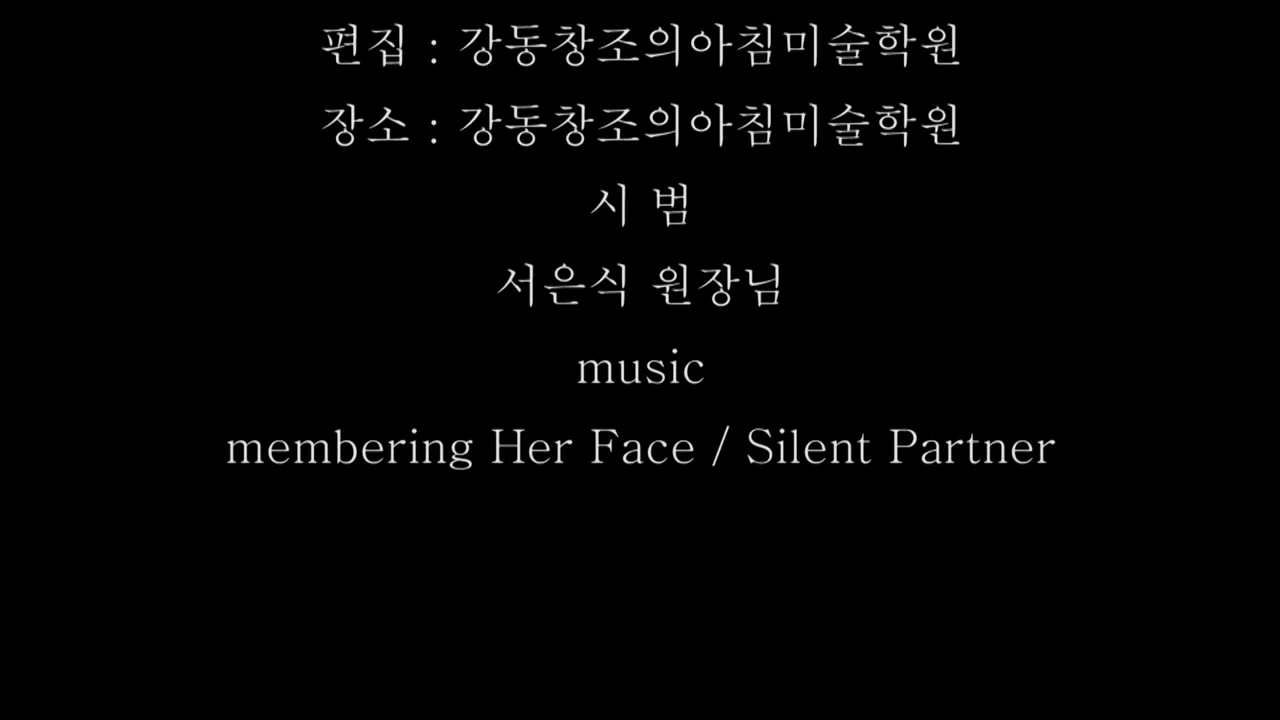 편집 : 강동창조의아침미술학원
장소 : 강동창조의아침미술학원
시 범
서은식 원장님
music
membering Her Face / Silent Partner